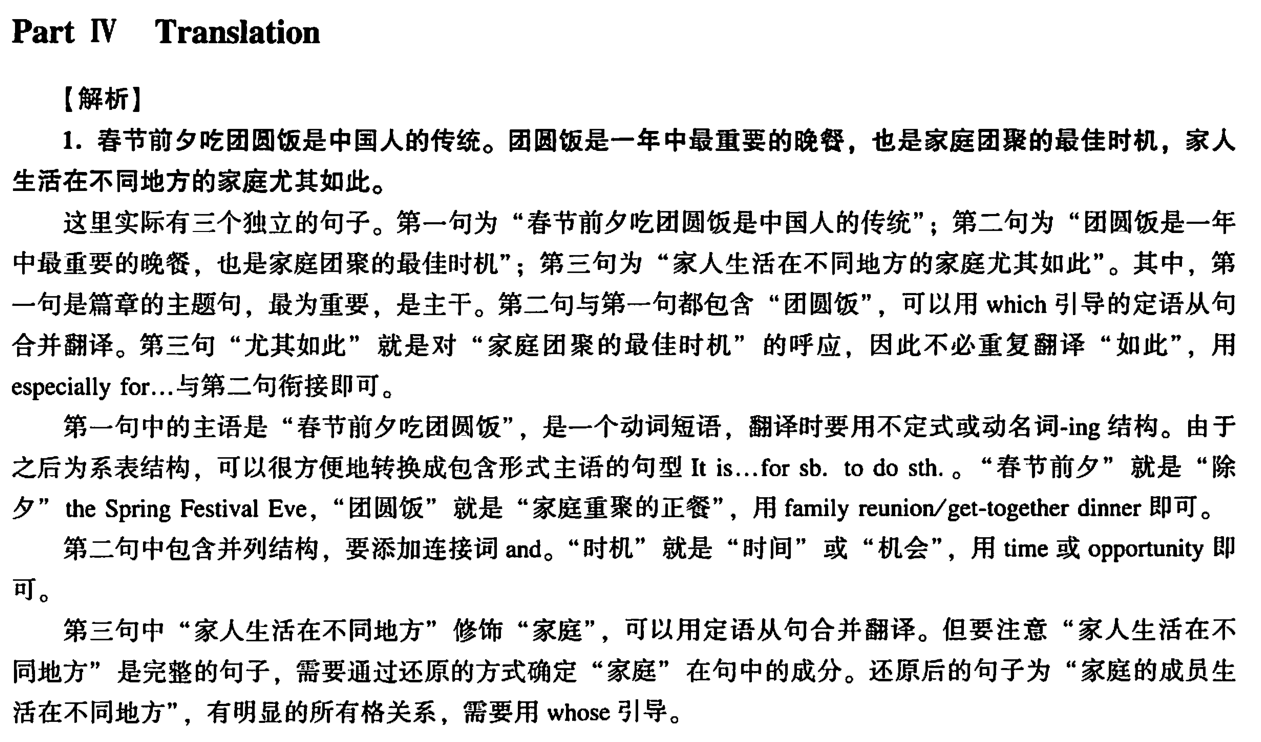 Part Ⅳ Translation
【解析】
1. 春节前夕吃团圆饭是中国人的传统。团圆饭是一年中最重要的晚餐，也是家庭团聚的最佳时机，家人
生活在不同地方的家庭尤其如此。
这里实际有三个独立的句子。第一句为“春节前夕吃团圆饭是中国人的传统”；第二句为“团圆饭是一年
中最重要的晚餐，也是家庭团聚的最佳时机”；第三句为“家人生活在不同地方的家庭尤其如此”。其中，第
一句是篇章的主题句，最为重要，是主干。第二句与第一句都包含“团圆饭”，可以用 which 引导的定语从句
合并翻译。第三句“尤其如此”就是对“家庭团聚的最佳时机”的呼应，因此不必重复翻译“如此”，用
especially for…与第二句衔接即可。
第一句中的主语是“春节前夕吃团圆饭”，是一个动词短语，翻译时要用不定式或动名词-ing 结构。由于
之后为系表结构，可以很方便地转换成包含形式主语的句型 It is…for sb. to do sth.。“春节前夕”就是“除
夕”the Spring Festival Eve，“团圆饭”就是“家庭重聚的正餐”，用 family reunion/get-together dinner 即可。
第二句中包含并列结构，要添加连接词 and。“时机”就是“时间”或“机会”，用 time 或 opportunity 即
可。
第三句中“家人生活在不同地方”修饰“家庭”，可以用定语从句合并翻译。但要注意“家人生活在不
同地方”是完整的句子，需要通过还原的方式确定“家庭”在句中的成分。还原后的句子为“家庭的成员生
活在不同地方”，有明显的所有格关系，需要用 whose 引导。